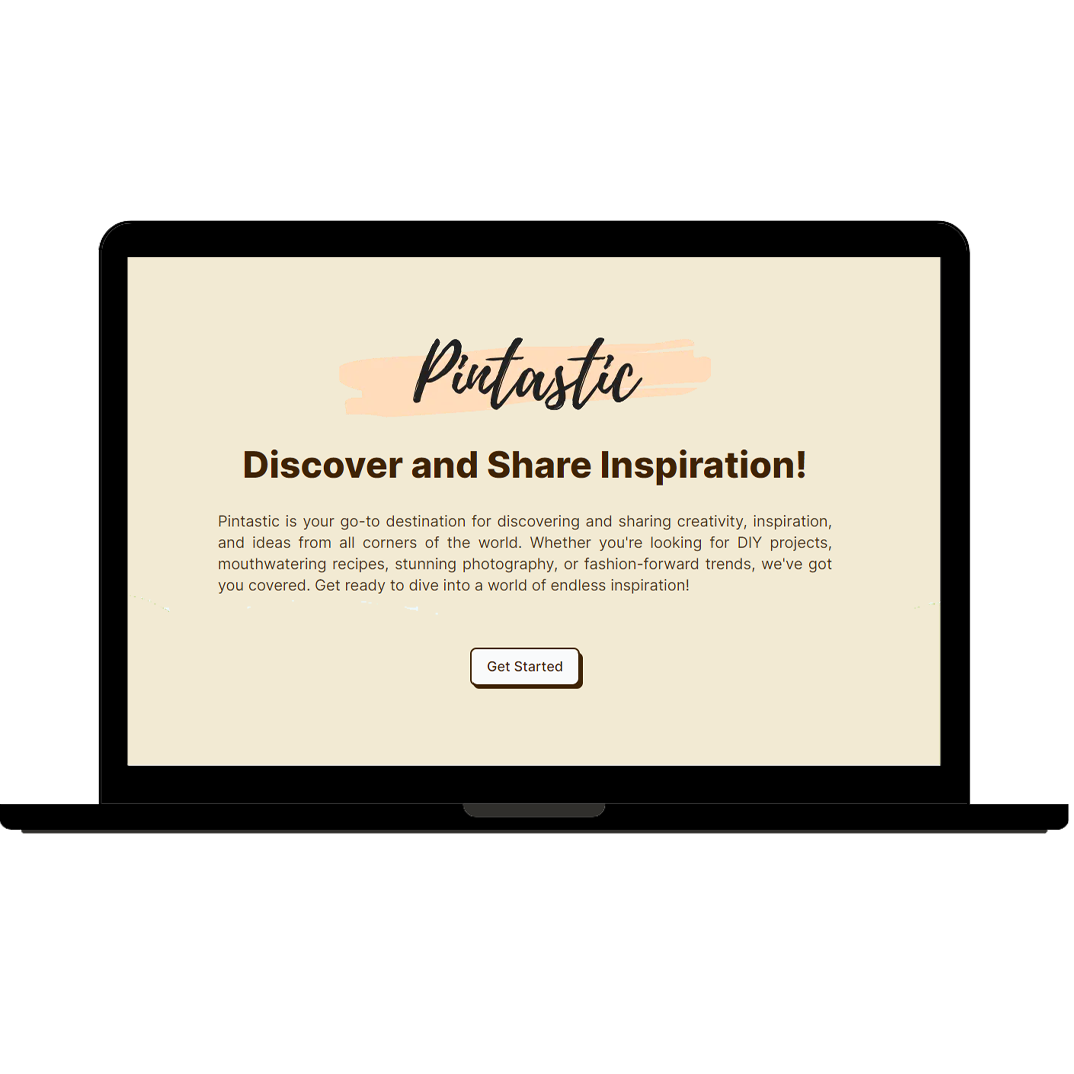 Pintastic
Discover and Share Inspiration!
Pintastic is your go-to destination for discovering and sharing creativity, inspiration,
and ideas from all corners of the world. Whether you're looking for DIY projects,
mouthwatering recipes, stunning photography, or fashion-forward trends, we've got
you covered. Get ready to dive into a world of endless inspiration!
Get Started